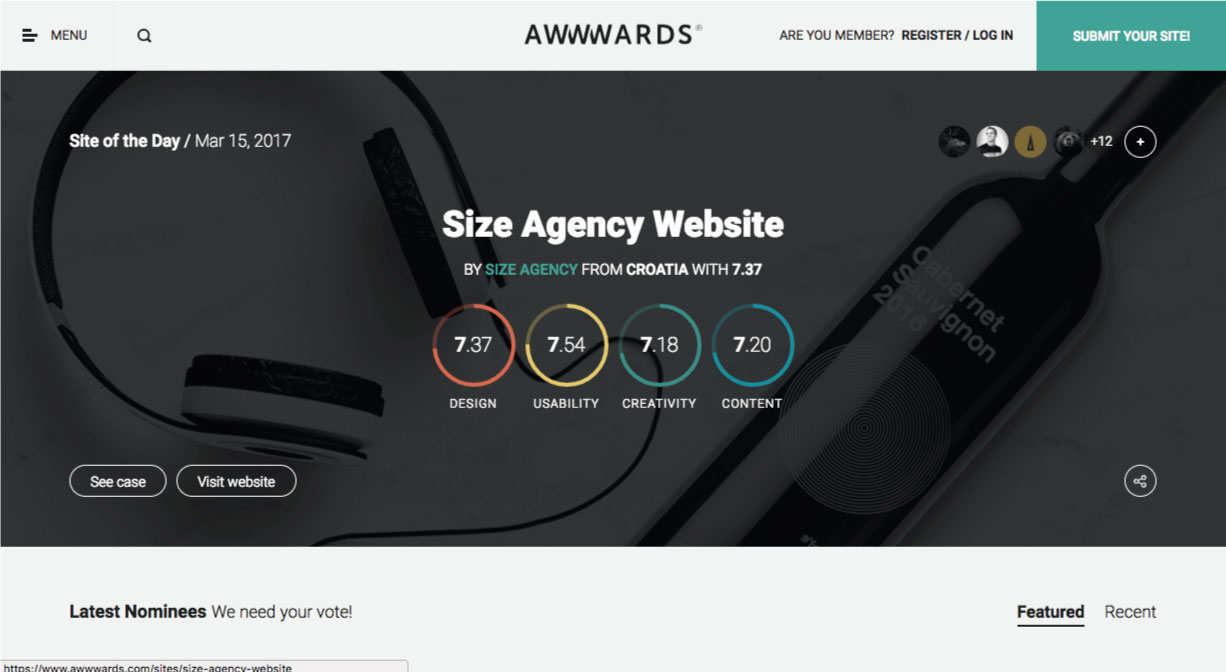 MENU
AWWWARDS®
ARE YOU MEMBER? REGISTER / LOG IN
SUBMIT YOUR SITE!
Site of the Day / Mar 15, 2017
+12
+
Size Agency Website
BY SIZE AGENCY FROM CROATIA WITH 7.37
7.37
7.54
7.18
7.20
DESIGN
USABILITY
CREATIVITY
CONTENT
Cabernet
Sauvignon
2016
See case
Visit website
Latest Nominees We need your vote!
Featured
Recent
https://www.awwwards.com/sites/size-agency-website